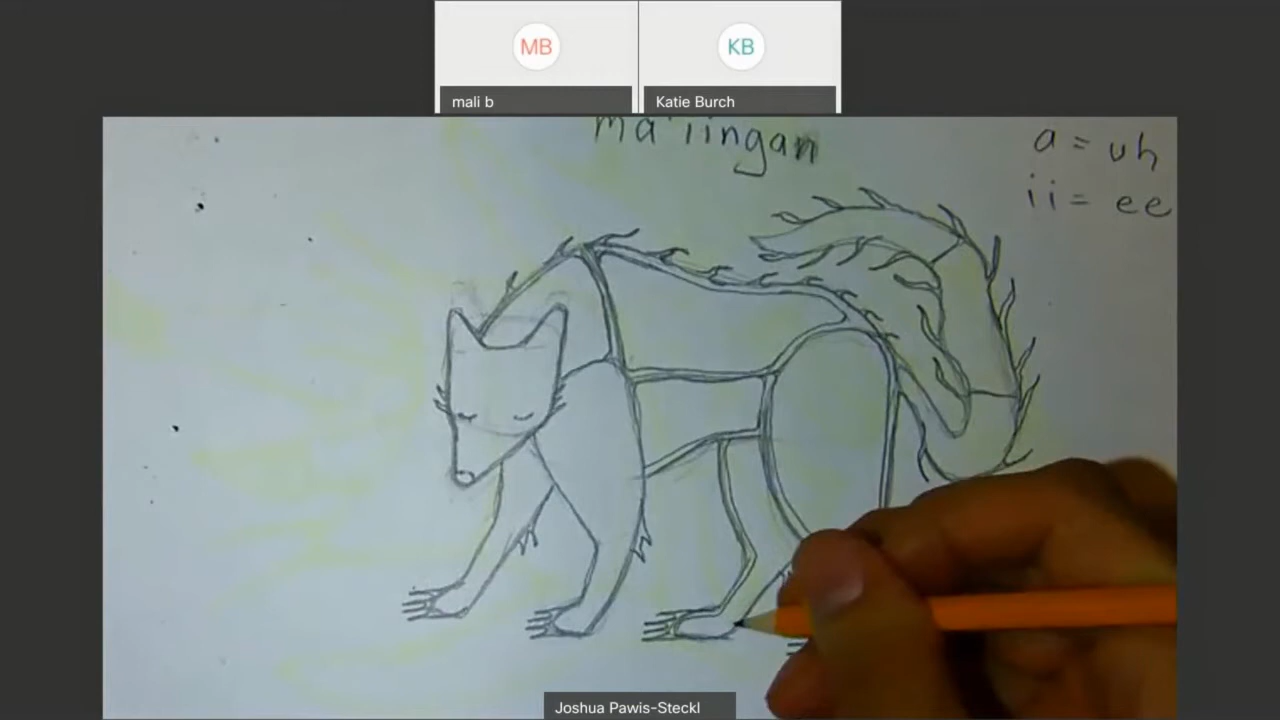 MB
KB
mali b
Katie Burch
ma'iingan
a = uh
ii = ee
Joshua Pawis-Steckl